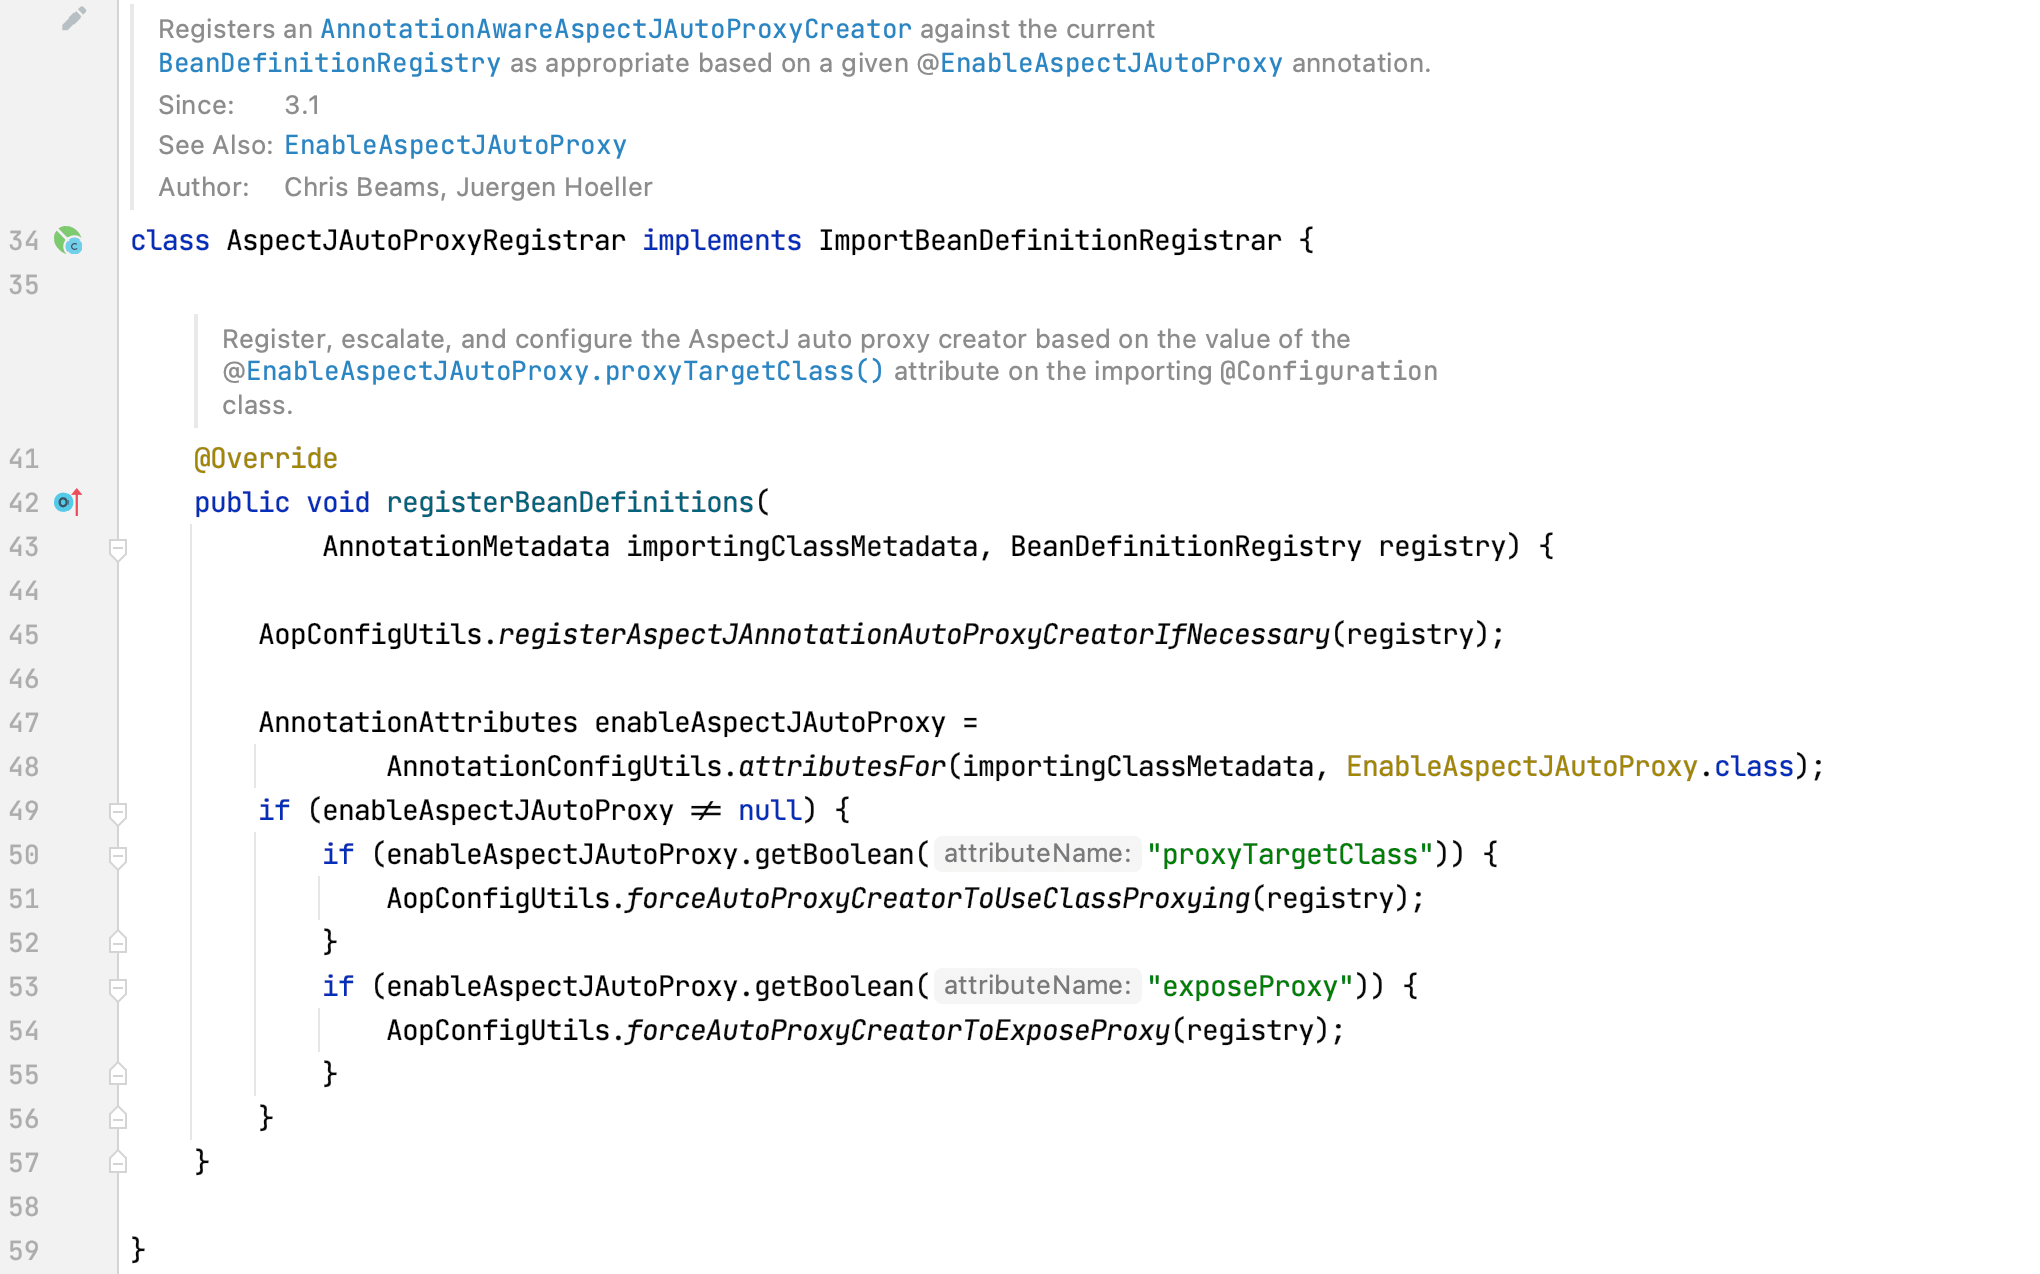 Registers an AnnotationAwareAspectJAutoProxyCreator against the current
BeanDefinitionRegistry as appropriate based on a given @EnableAspectJAutoProxy annotation.
Since: 3.1
See Also: EnableAspectJAutoProxy
Author: Chris Beams, Juergen Hoeller
34 class AspectJAutoProxyRegistrar implements ImportBeanDefinitionRegistrar {
35
Register, escalate, and configure the AspectJ auto proxy creator based on the value of the
@EnableAspectJAutoProxy.proxyTargetClass() attribute on the importing @Configuration
class.
41 @Override
42 public void registerBeanDefinitions(
43 AnnotationMetadata importingClassMetadata, BeanDefinitionRegistry registry) {
44
45 AopConfigUtils.registerAspectJAnnotationAutoProxyCreatorIfNecessary(registry);
46
47 AnnotationAttributes enableAspectJAutoProxy =
48 AnnotationConfigUtils.attributesFor(importingClassMetadata, EnableAspectJAutoProxy.class);
49 if (enableAspectJAutoProxy ≠ null) {
50 if (enableAspectJAutoProxy.getBoolean( attributeName: "proxyTargetClass")) {
51 AopConfigUtils.forceAutoProxyCreatorToUseClassProxying(registry);
52 }
53 if (enableAspectJAutoProxy.getBoolean( attributeName: "exposeProxy")) {
54 AopConfigUtils.forceAutoProxyCreatorToExposeProxy(registry);
55 }
56 }
57 }
58
59 }